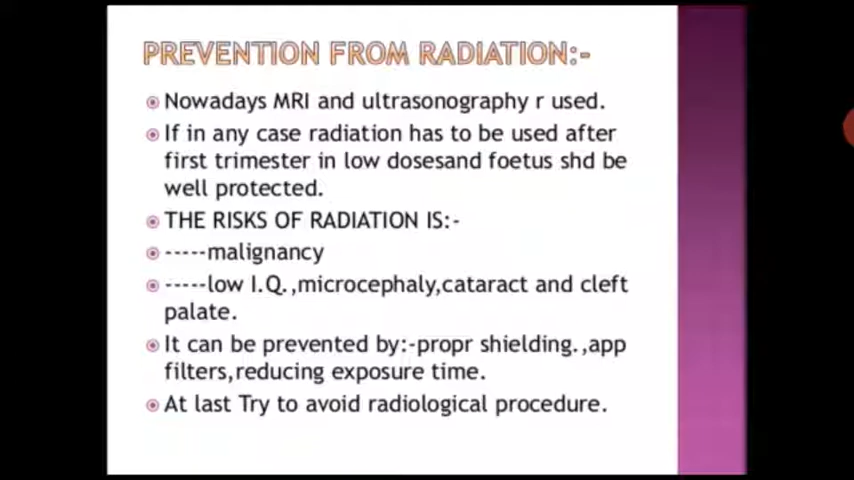 PREVENTION FROM RADIATION:-
Nowadays MRI and ultrasonography r used.
If in any case radiation has to be used after
first trimester in low dosesand foetus shd be
well protected.
THE RISKS OF RADIATION IS:-
-----malignancy
-----low I.Q.,microcephaly,cataract and cleft
palate.
It can be prevented by:-propr shielding.,app
filters,reducing exposure time.
At last Try to avoid radiological procedure.